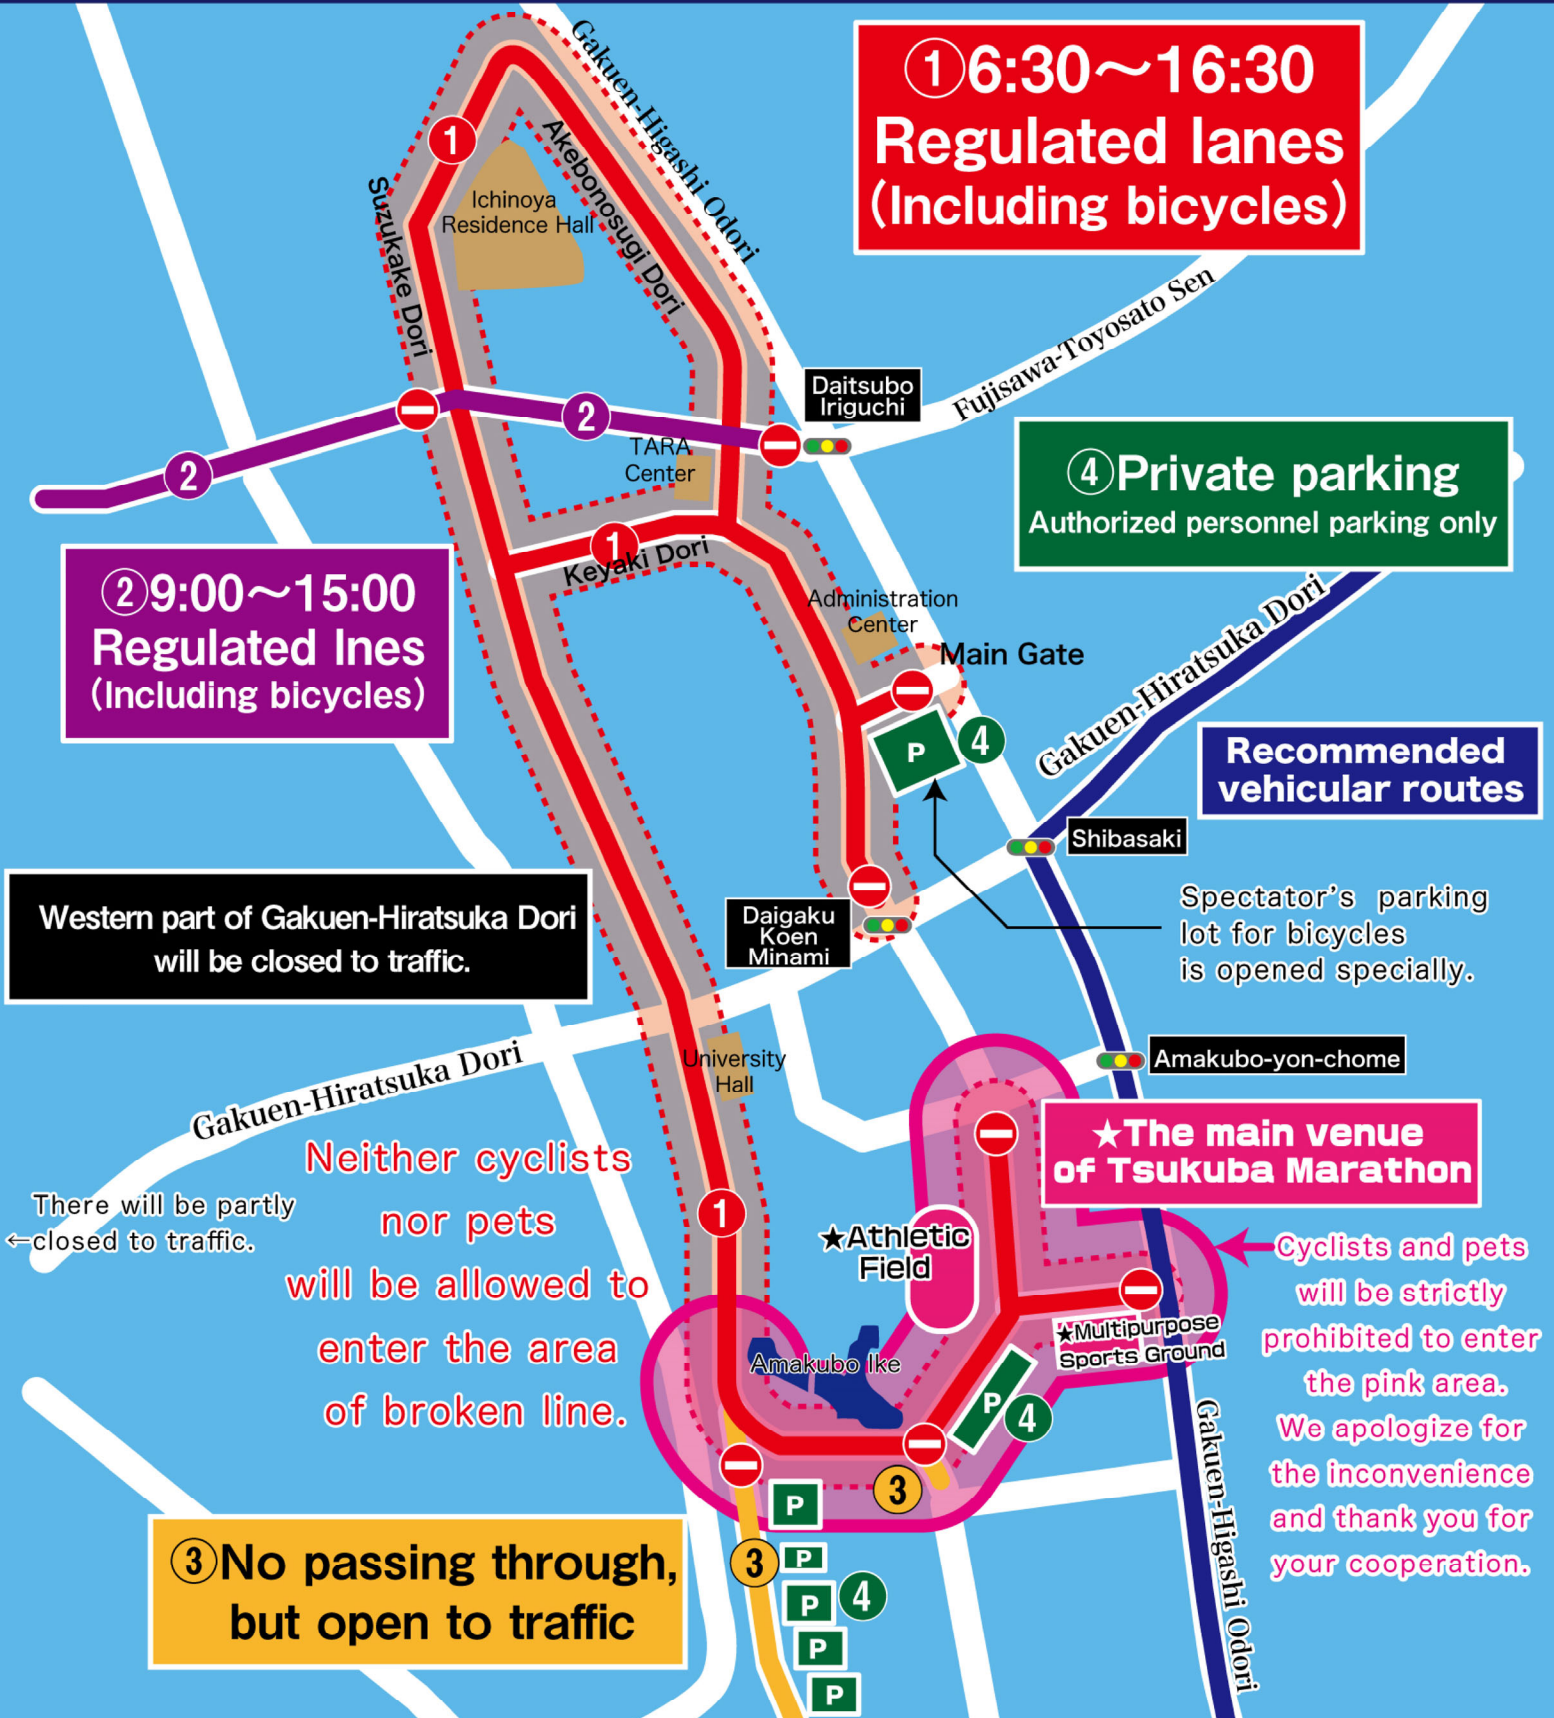 Gakuen-Higashi Odori
①6:30～16:30
Regulated lanes
(Including bicycles)
1
Akebonosugi Dori
Ichinoya
Residence Hall
Suzukake Dori
Fujisawa-Toyosato Sen
Daitsubo
Iriguchi
2
2
TARA
Center
④Private parking
Authorized personnel parking only
1
Keyaki Dori
②9:00～15:00
Regulated lnes
(Including bicycles)
Administration
Center
Main Gate
Gakuen-Hiratsuka Dori
P
4
Recommended
vehicular routes
Shibasaki
Western part of Gakuen-Hiratsuka Dori
will be closed to traffic.
Daigaku
Koen
Minami
Spectator's parking
lot for bicycles
is opened specially.
University
Hall
Amakubo-yon-chome
Gakuen-Hiratsuka Dori
★The main venue
of Tsukuba Marathon
Neither cyclists
nor pets
will be allowed to
enter the area
of broken line.
There will be partly
←closed to traffic.
1
★Athletic
Field
Cyclists and pets
will be strictly
prohibited to enter
the pink area.
We apologize for
the inconvenience
and thank you for
your cooperation.
★Multipurpose
Sports Ground
Amakubo Ike
P
4
Gakuen-Higashi Odori
3
P
③No passing through,
but open to traffic
3
P
P
4
P
P